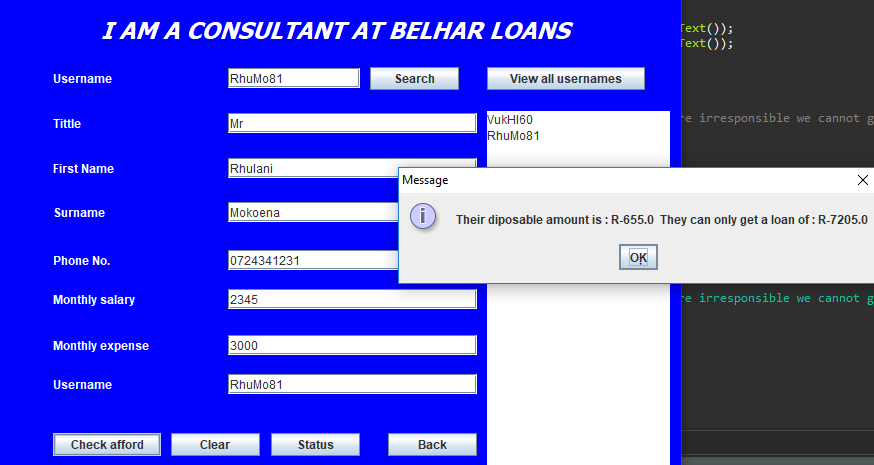 I AM A CONSULTANT AT BELHAR LOANS
Text());
Text());
Username RhuMo81 Search View all usernames
Tittle Mr
VukHl60
RhuMo81
re irresponsible we cannot g
First Name Rhulani
Surname Mokoena
Message
Their diposable amount is : R-655.0 They can only get a loan of : R-7205.0
OK
Phone No. 0724341231
Monthly salary 2345
re irresponsible we cannot g
Monthly expense 3000
Username RhuMo81
Check afford Clear Status Back